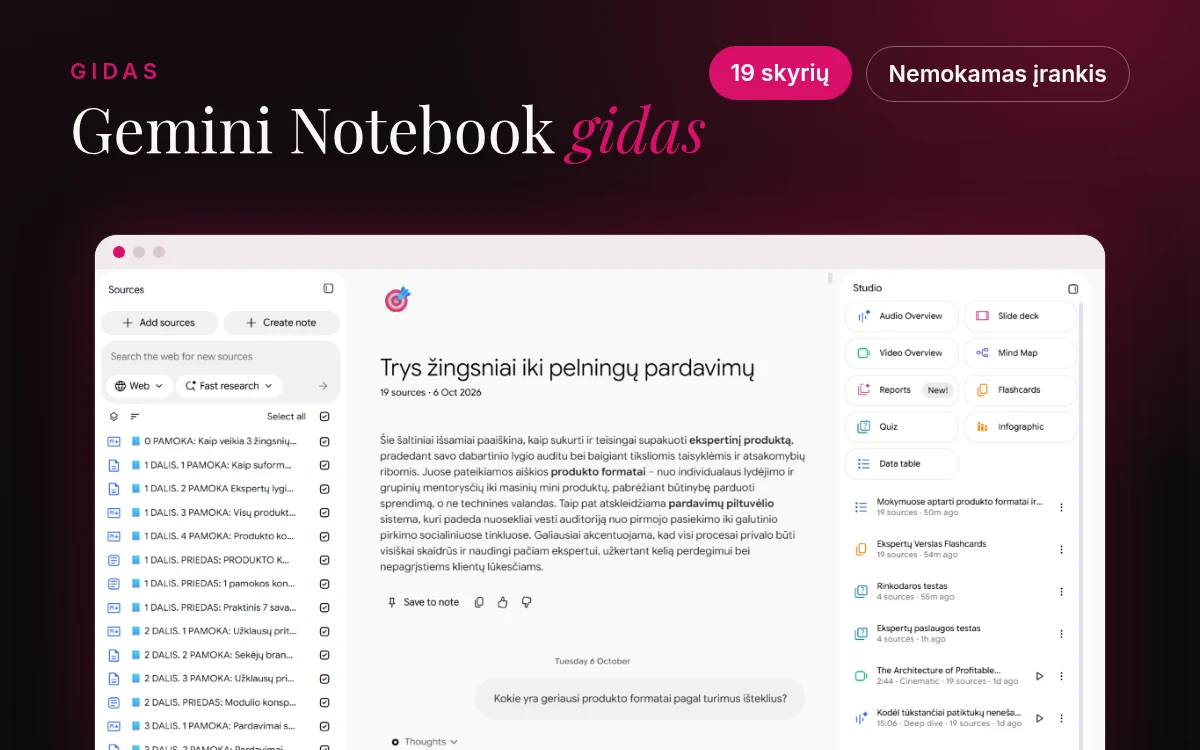 GIDAS
Gemini Notebook gidas
19 skyrių
Nemokamas įrankis
Sources
Add sources
Create note
Search the web for new sources
Web
Fast research
Select all
0 PAMOKA: Kaip veikia 3 žingsnių...
1 DALIS. 1 PAMOKA: Kaip suform...
1 DALIS. 2 PAMOKA Ekspertų lygi...
1 DALIS. 3 PAMOKA: Visų produkt...
1 DALIS. 4 PAMOKA: Produkto ko...
1 DALIS. PRIEDAS: PRODUKTO K...
1 DALIS. PRIEDAS: 1 pamokos kon...
1 DALIS. PRIEDAS: Praktinis 7 sava...
2 DALIS. 1 PAMOKA: Užklausų prit...
2 DALIS. 2 PAMOKA: Sekėjų bran...
2 DALIS. 3 PAMOKA: Užklausų pri...
2 DALIS. PRIEDAS: Modulio konsp...
3 DALIS. 1 PAMOKA: Pardavimai s...
3 DALIS. 2 PAMOKA: Pardavimai
Trys žingsniai iki pelningų pardavimų
19 sources · 6 Oct 2026
Šie šaltiniai išsamiai paaiškina, kaip sukurti ir teisingai supakuoti ekspertinį produktą,
pradedant savo dabartinio lygio auditu bei baigiant tiksliomis taisyklėmis ir atsakomybių
ribomis. Juose pateikiamos aiškios produkto formatai – nuo individualaus lydėjimo ir
grupinių mentorysčių iki masinių mini produktų, pabrėžiant būtinybę parduoti
sprendimą, o ne technines valandas. Taip pat atskleidžiama pardavimų piltuvėlio
sistema, kuri padeda nuosekliai vesti auditoriją nuo pirmojo pasiekimo iki galutinio
pirkimo socialiniuose tinkluose. Galiausiai akcentuojama, kad visi procesai privalo būti
visiškai skaidrūs ir naudingi pačiam ekspertui, užkertant kelią perdegimui bei
nepagrįstiems klientų lūkesčiams.
Save to note
Tuesday 6 October
Kokie yra geriausi produkto formatai pagal turimus išteklius?
Thoughts
Studio
Audio Overview
Slide deck
Video Overview
Mind Map
Reports
New!
Flashcards
Quiz
Infographic
Data table
Mokymuose aptarti produkto formatai ir...
19 sources · 50m ago
Ekspertų Verslas Flashcards
19 sources · 54m ago
Rinkodaros testas
4 sources · 55m ago
Ekspertų paslaugos testas
4 sources · 1h ago
The Architecture of Profitable...
2:44 · Cinematic · 19 sources · 1d ago
Kodėl tūkstančiai patiktukų neneša...
15:06 · Deep dive · 19 sources · 1d ago